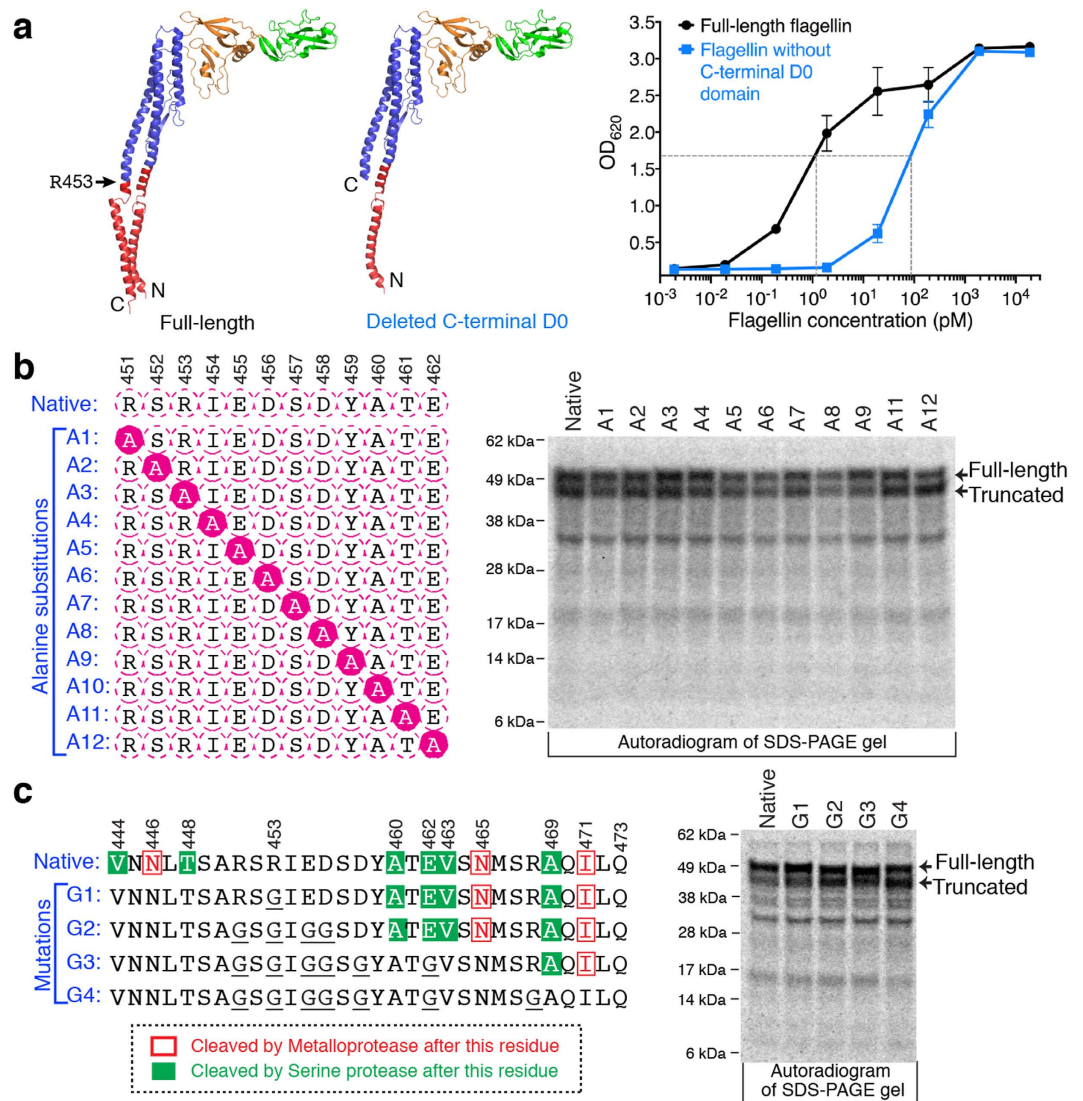 a
R453
C
N
Full-length
C
N
Deleted C-terminal D0
3.5
3.0
2.5
2.0
1.5
1.0
0.5
OD620
Full-length flagellin
Flagellin without
C-terminal D0
domain
10-3 10-2 10-1 100 101 102 103 104
Flagellin concentration (pM)
b
451 452 453 454 455 456 457 458 459 460 461 462
Native: R S R I E D S D Y A T E
Alanine substitutions
A1: A S R I E D S D Y A T E
A2: R A R I E D S D Y A T E
A3: R S A I E D S D Y A T E
A4: R S R A E D S D Y A T E
A5: R S R I A D S D Y A T E
A6: R S R I E A S D Y A T E
A7: R S R I E D A D Y A T E
A8: R S R I E D S A Y A T E
A9: R S R I E D S D A A T E
A10: R S R I E D S D Y A T E
A11: R S R I E D S D Y A A E
A12: R S R I E D S D Y A T A
Native A1 A2 A3 A4 A5 A6 A7 A8 A9 A11 A12
62 kDa
49 kDa
38 kDa
28 kDa
17 kDa
14 kDa
6 kDa
Full-length
Truncated
Autoradiogram of SDS-PAGE gel
c
444 446 448 453 460 462 463 465 469 471 473
Native: VNNLTSARSRIEDSDYATEVSNMSRAQILQ
Mutations
G1: VNNLTSARSGIEDSDYATEVSNMSRAQILQ
G2: VNNLTSAGSGIGGSDYATEVSNMSRAQILQ
G3: VNNLTSAGSGIGGSGYATGVSNMSRAQILQ
G4: VNNLTSAGSGIGGSGYATGVSNMSGAQILQ
Cleaved by Metalloprotease after this residue
Cleaved by Serine protease after this residue
Native G1 G2 G3 G4
62 kDa
49 kDa
38 kDa
28 kDa
17 kDa
14 kDa
6 kDa
Full-length
Truncated
Autoradiogram
of SDS-PAGE gel